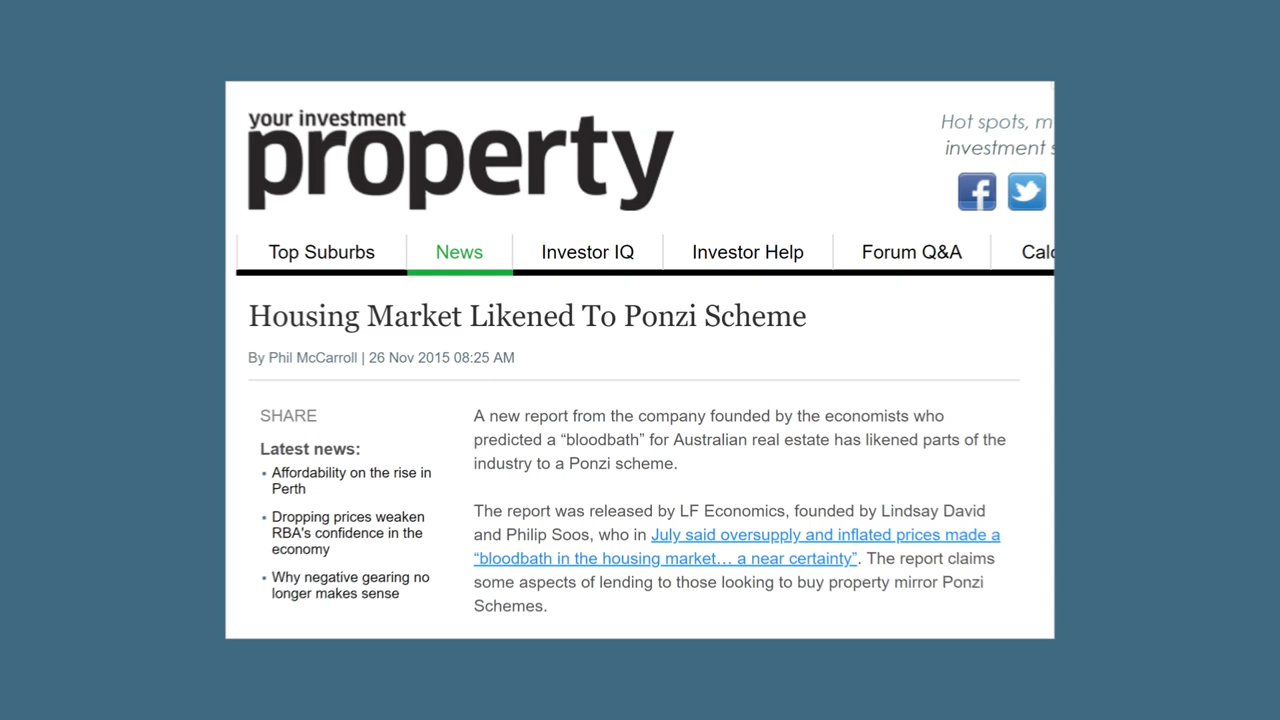 your investment
property
Hot spots, m
investment s
Top Suburbs
News
Investor IQ
Investor Help
Forum Q&A
Calc
Housing Market Likened To Ponzi Scheme
By Phil McCarroll | 26 Nov 2015 08:25 AM
SHARE
Latest news:
• Affordability on the rise in
Perth
• Dropping prices weaken
RBA's confidence in the
economy
• Why negative gearing no
longer makes sense
A new report from the company founded by the economists who
predicted a “bloodbath” for Australian real estate has likened parts of the
industry to a Ponzi scheme.
The report was released by LF Economics, founded by Lindsay David
and Philip Soos, who in July said oversupply and inflated prices made a
“bloodbath in the housing market… a near certainty”. The report claims
some aspects of lending to those looking to buy property mirror Ponzi
Schemes.